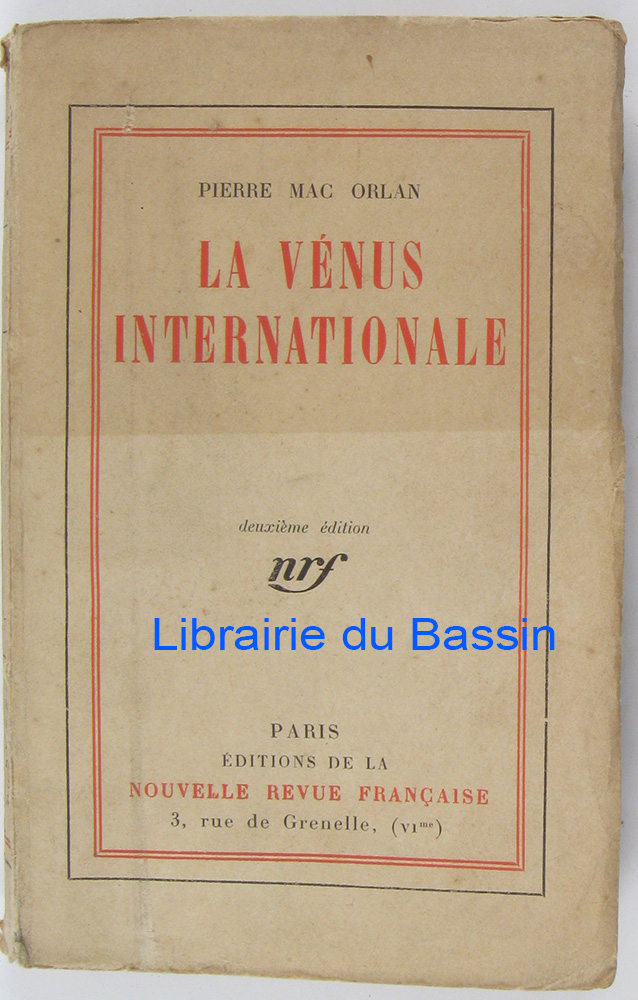 PIERRE MAC ORLAN
LA VÉNUS
INTERNATIONALE
deuxième édition
nrf
Librairie du Bassin
PARIS
ÉDITIONS DE LA
NOUVELLE REVUE FRANÇAISE
3, rue de Grenelle, (VIme)